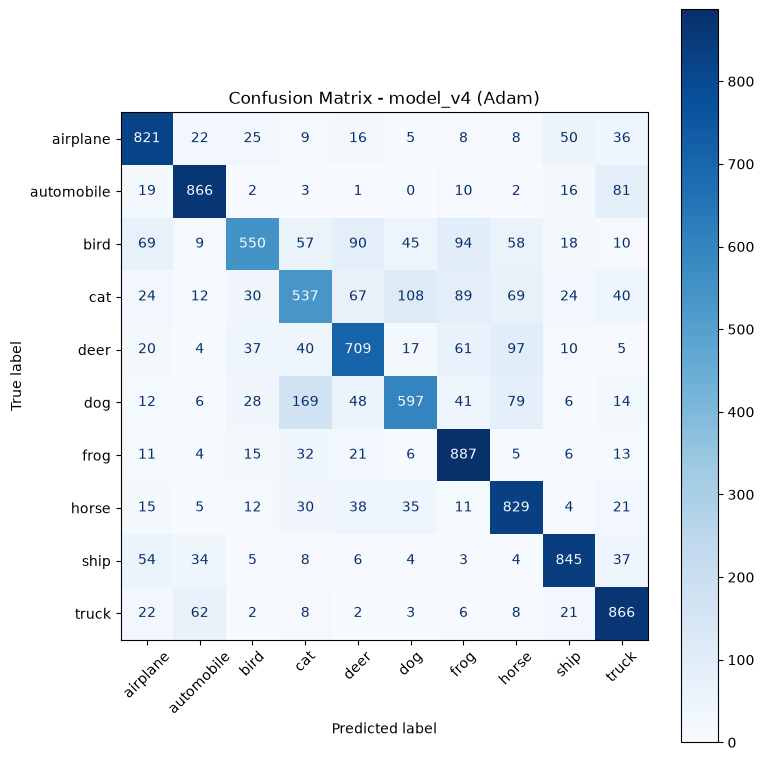 Confusion Matrix - model_v4 (Adam)
airplane 821 22 25 9 16 5 8 8 50 36
automobile 19 866 2 3 1 0 10 2 16 81
bird 69 9 550 57 90 45 94 58 18 10
cat 24 12 30 537 67 108 89 69 24 40
deer 20 4 37 40 709 17 61 97 10 5
dog 12 6 28 169 48 597 41 79 6 14
frog 11 4 15 32 21 6 887 5 6 13
horse 15 5 12 30 38 35 11 829 4 21
ship 54 34 5 8 6 4 3 4 845 37
truck 22 62 2 8 2 3 6 8 21 866
airplane automobile bird cat deer dog frog horse ship truck
Predicted label
True label
800
700
600
500
400
300
200
100
0